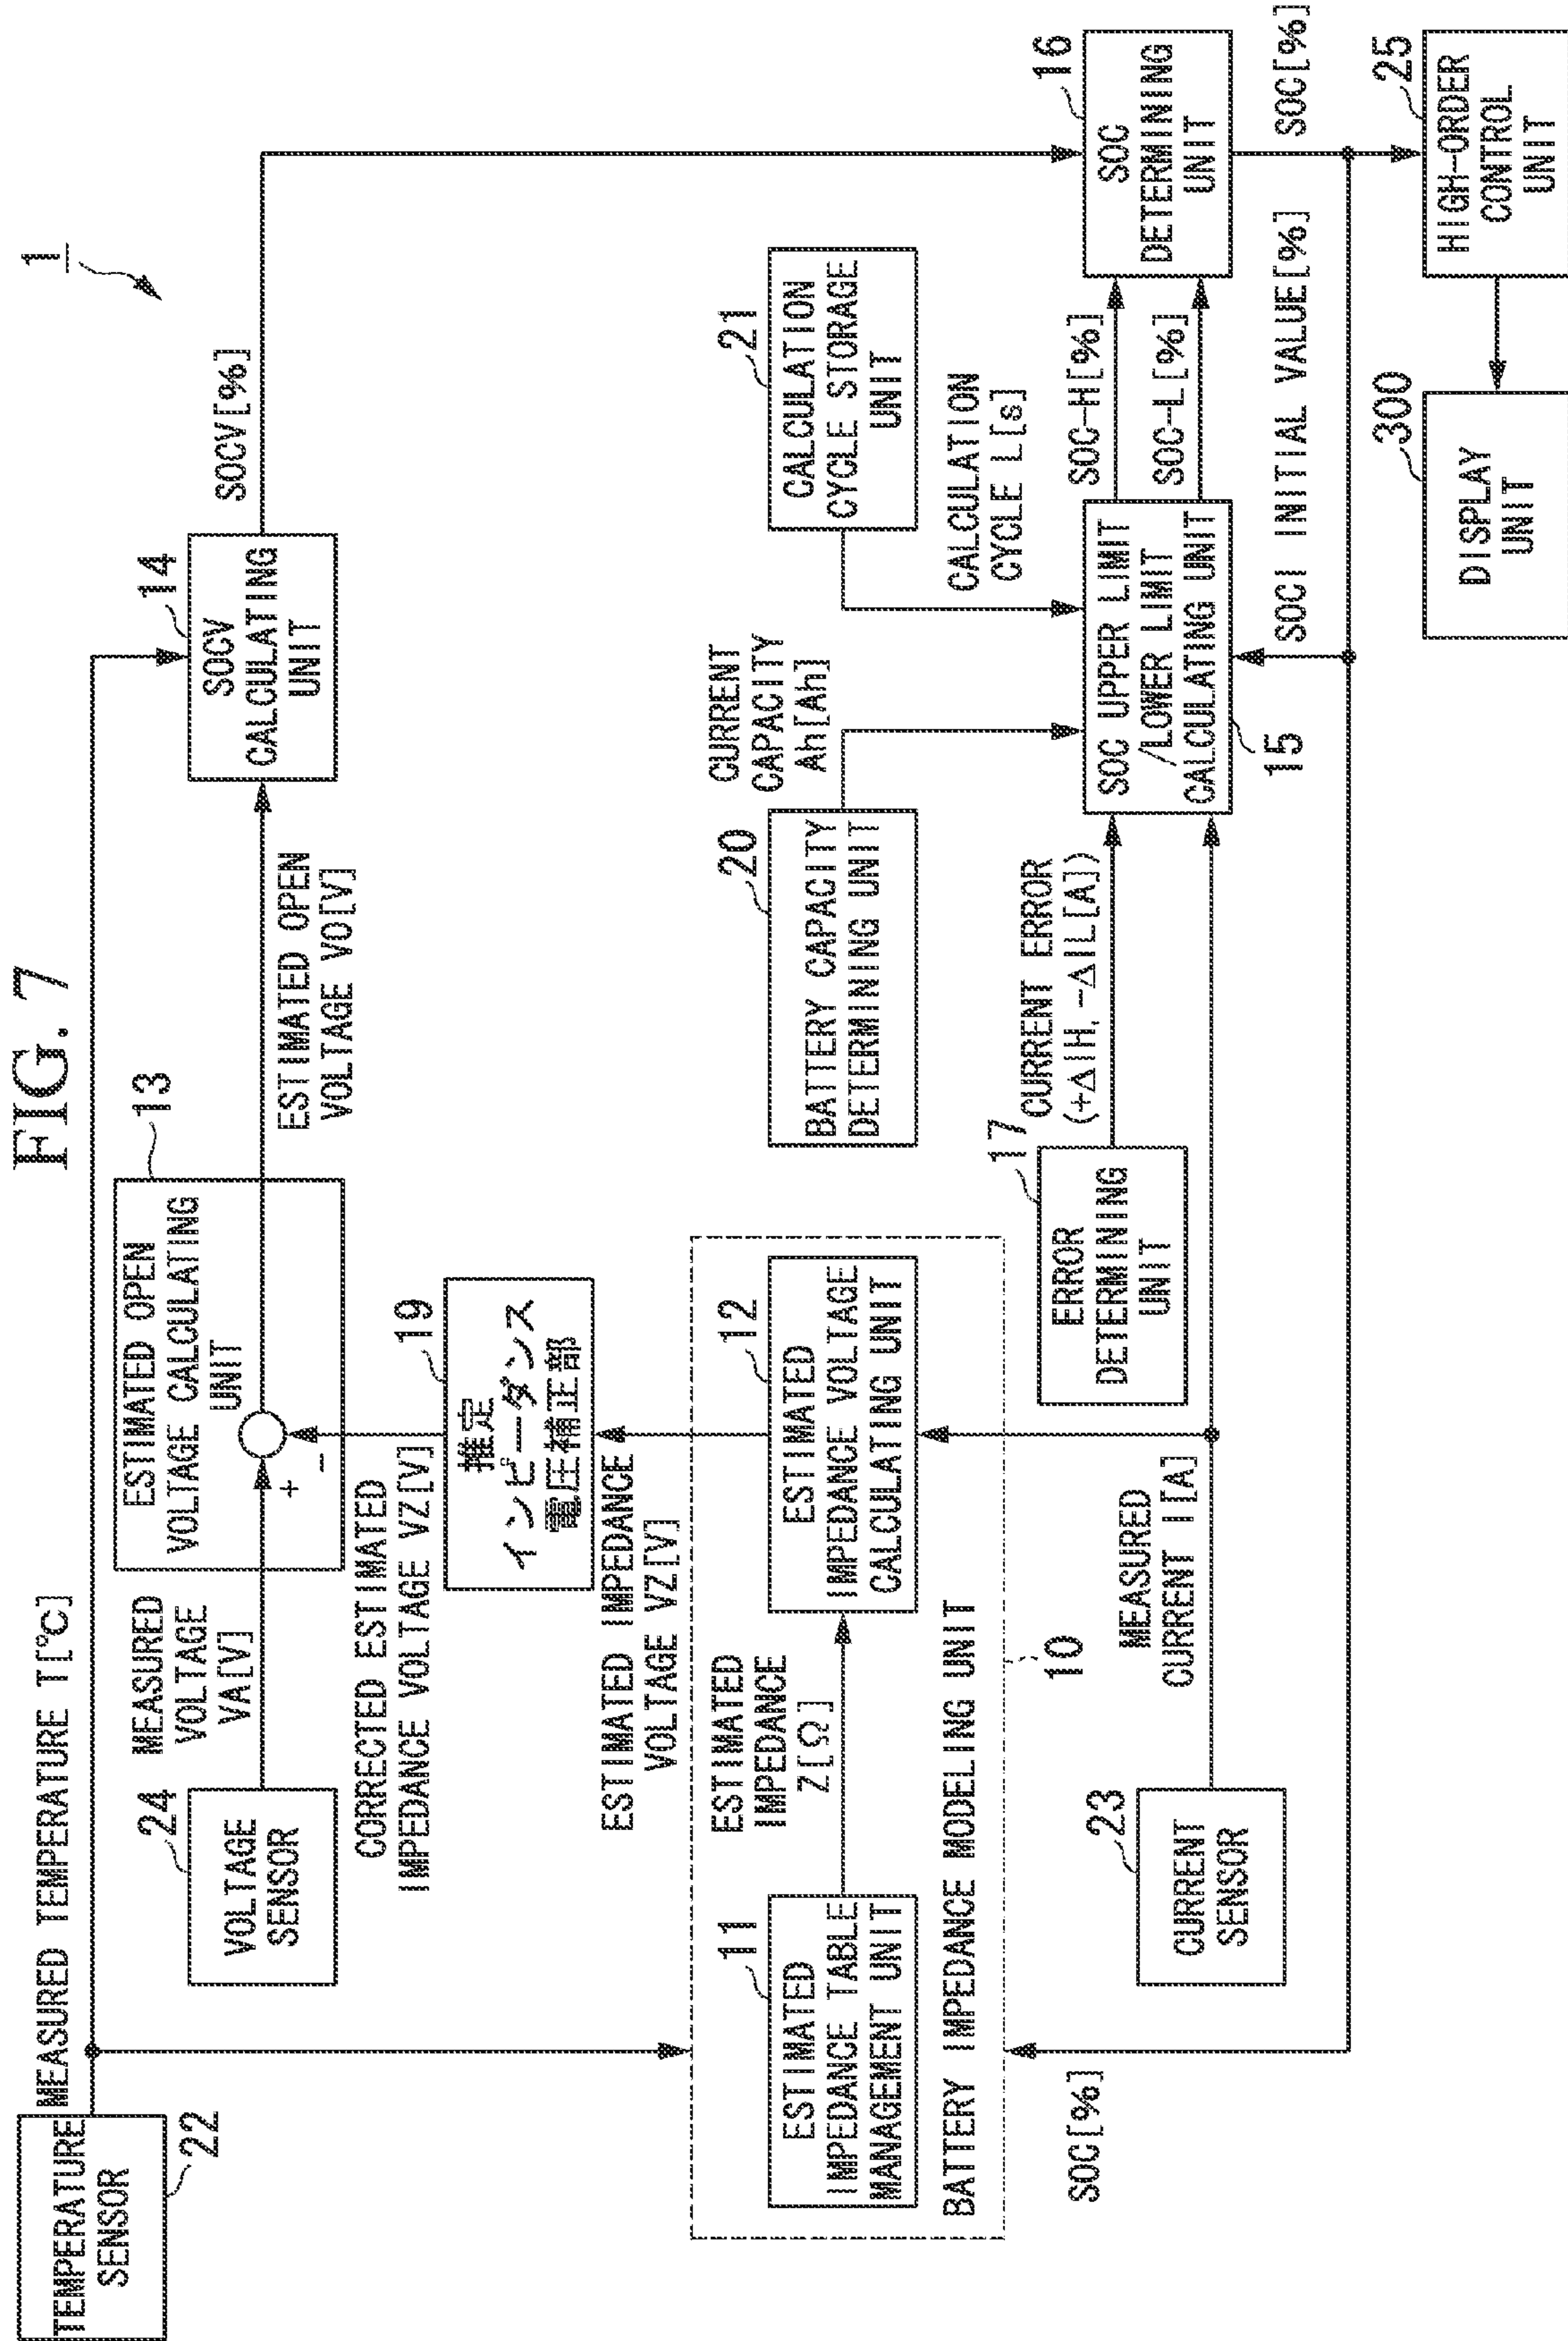 FIG. 7
1
TEMPERATURE
SENSOR
22
MEASURED TEMPERATURE T[℃]
24
VOLTAGE
SENSOR
MEASURED
VOLTAGE
VA[V]
13
ESTIMATED OPEN
VOLTAGE CALCULATING
UNIT
+
−
ESTIMATED OPEN
VOLTAGE VO[V]
14
SOCV
CALCULATING
UNIT
SOCV[%]
CORRECTED ESTIMATED
IMPEDANCE VOLTAGE VZ[V]
19
推定
インピーダンス
電圧補正部
ESTIMATED IMPEDANCE
VOLTAGE VZ[V]
11
ESTIMATED
IMPEDANCE TABLE
MANAGEMENT UNIT
ESTIMATED
IMPEDANCE
Z[Ω]
12
ESTIMATED
IMPEDANCE VOLTAGE
CALCULATING UNIT
BATTERY IMPEDANCE MODELING UNIT
10
20
BATTERY CAPACITY
DETERMINING UNIT
CURRENT
CAPACITY
Ah[Ah]
21
CALCULATION
CYCLE STORAGE
UNIT
CALCULATION
CYCLE L[s]
17
ERROR
DETERMINING
UNIT
CURRENT ERROR
(+ΔIH, −ΔIL[A])
23
CURRENT
SENSOR
MEASURED
CURRENT I[A]
SOC UPPER LIMIT
/LOWER LIMIT
CALCULATING UNIT
15
SOC-H[%]
SOC-L[%]
16
SOC
DETERMINING
UNIT
SOC[%]
SOCI INITIAL VALUE[%]
SOC[%]
300
DISPLAY
UNIT
25
HIGH-ORDER
CONTROL
UNIT